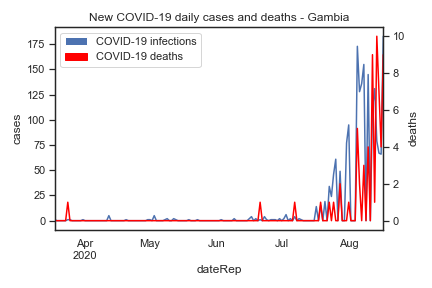 New COVID-19 daily cases and deaths - Gambia
COVID-19 infections
COVID-19 deaths
175
150
125
100
75
50
25
0
cases
10
8
6
4
2
0
deaths
Apr May Jun Jul Aug
2020
dateRep